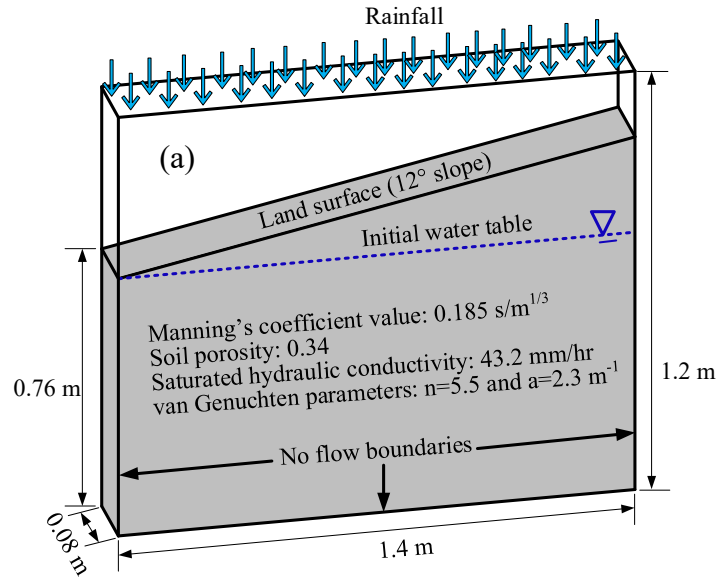 Rainfall
(a)
Land surface (12° slope)
Initial water table
Manning's coefficient value: 0.185 s/m^1/3
Soil porosity: 0.34
Saturated hydraulic conductivity: 43.2 mm/hr
van Genuchten parameters: n=5.5 and a=2.3 m^-1
0.76 m
1.2 m
No flow boundaries
0.08 m
1.4 m